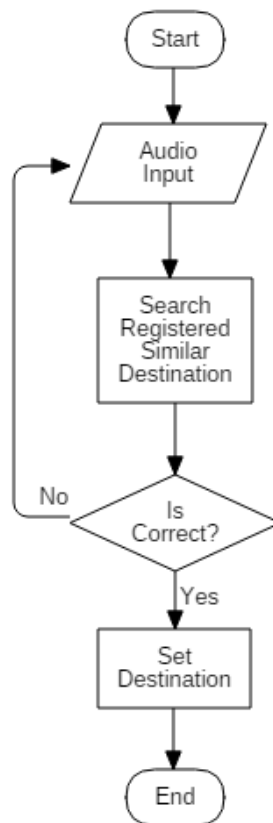 Start
Audio
Input
Search
Registered
Similar
Destination
Is
Correct?
No
Yes
Set
Destination
End